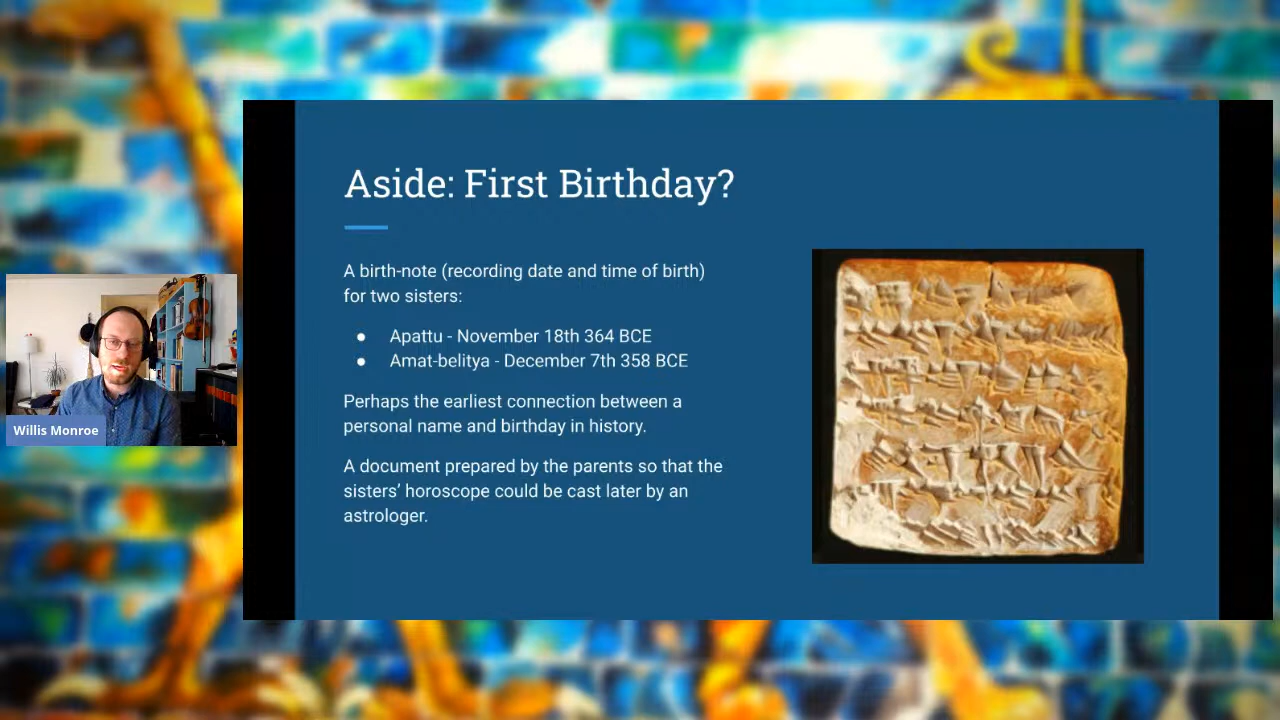 Aside: First Birthday?
A birth-note (recording date and time of birth)
for two sisters:
● Apattu - November 18th 364 BCE
● Amat-belitya - December 7th 358 BCE
Perhaps the earliest connection between a
personal name and birthday in history.
A document prepared by the parents so that the
sisters’ horoscope could be cast later by an
astrologer.
Willis Monroe